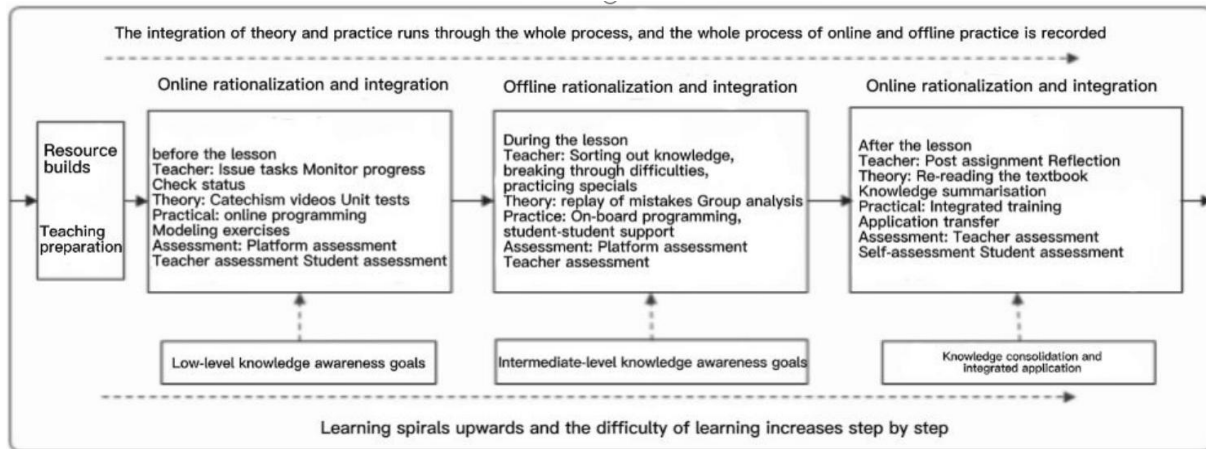 The integration of theory and practice runs through the whole process, and the whole process of online and offline practice is recorded
Online rationalization and integration
Offline rationalization and integration
Online rationalization and integration
Resource
builds
Teaching
preparation
before the lesson
Teacher: Issue tasks Monitor progress
Check status
Theory: Catechism videos Unit tests
Practical: online programming
Modeling exercises
Assessment: Platform assessment
Teacher assessment Student assessment
During the lesson
Teacher: Sorting out knowledge,
breaking through difficulties,
practicing specials
Theory: replay of mistakes Group analysis
Practice: On-board programming,
student-student support
Assessment: Platform assessment
Teacher assessment
After the lesson
Teacher: Post assignment Reflection
Theory: Re-reading the textbook
Knowledge summarisation
Practical: Integrated training
Application transfer
Assessment: Teacher assessment
Self-assessment Student assessment
Low-level knowledge awareness goals
Intermediate-level knowledge awareness goals
Knowledge consolidation and
integrated application
Learning spirals upwards and the difficulty of learning increases step by step